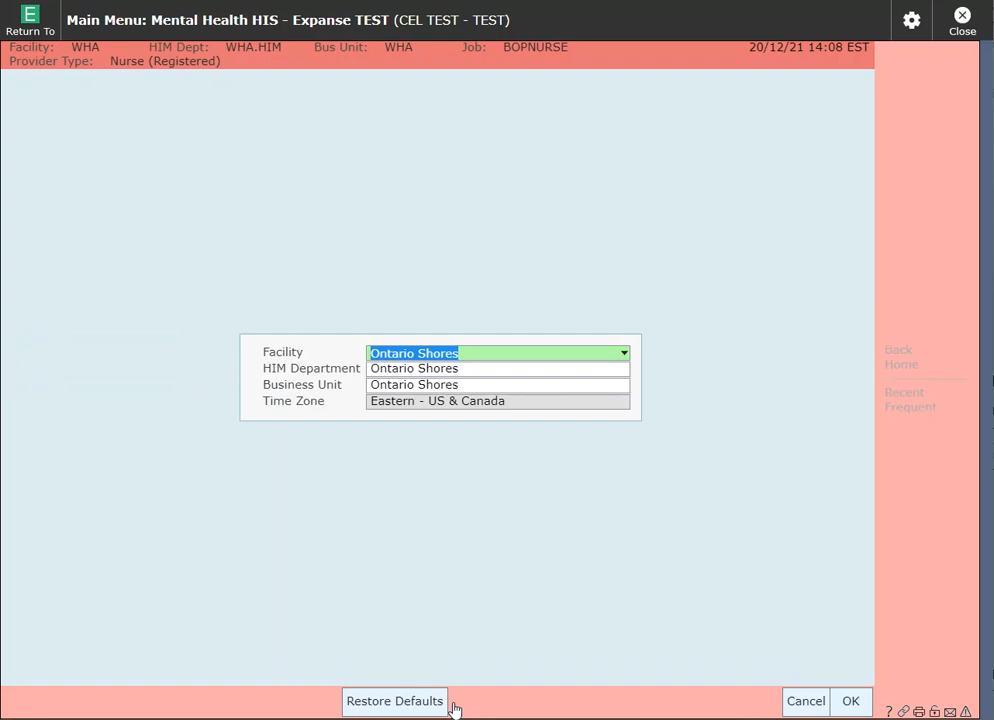 E
Return To
Main Menu: Mental Health HIS - Expanse TEST (CEL TEST - TEST)
Close
Facility: WHA HIM Dept: WHA.HIM Bus Unit: WHA Job: BOPNURSE 20/12/21 14:08 EST
Provider Type: Nurse (Registered)
Facility Ontario Shores
HIM Department Ontario Shores
Business Unit Ontario Shores
Time Zone Eastern - US & Canada
Back
Home
Recent
Frequent
Restore Defaults
Cancel OK
?